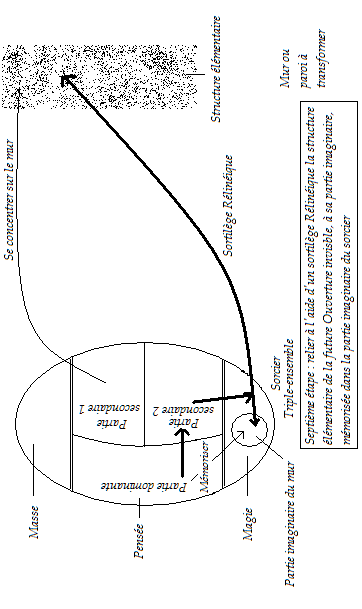 Se concentrer sur le mur
Structure élémentaire
Mur ou
paroi à
transformer
Sortilège Rélinéique
Masse
Pensée
Magie
Partie dominante
Partie
secondaire 1
Partie
secondaire 2
Mémoriser
Sorcier
Triple-ensemble
Partie imaginaire du mur
Septième étape : relier à l'aide d'un sortilège Rélinéique la structure
élémentaire de la future Ouverture invisible, à sa partie imaginaire,
mémorisée dans la partie imaginaire du sorcier